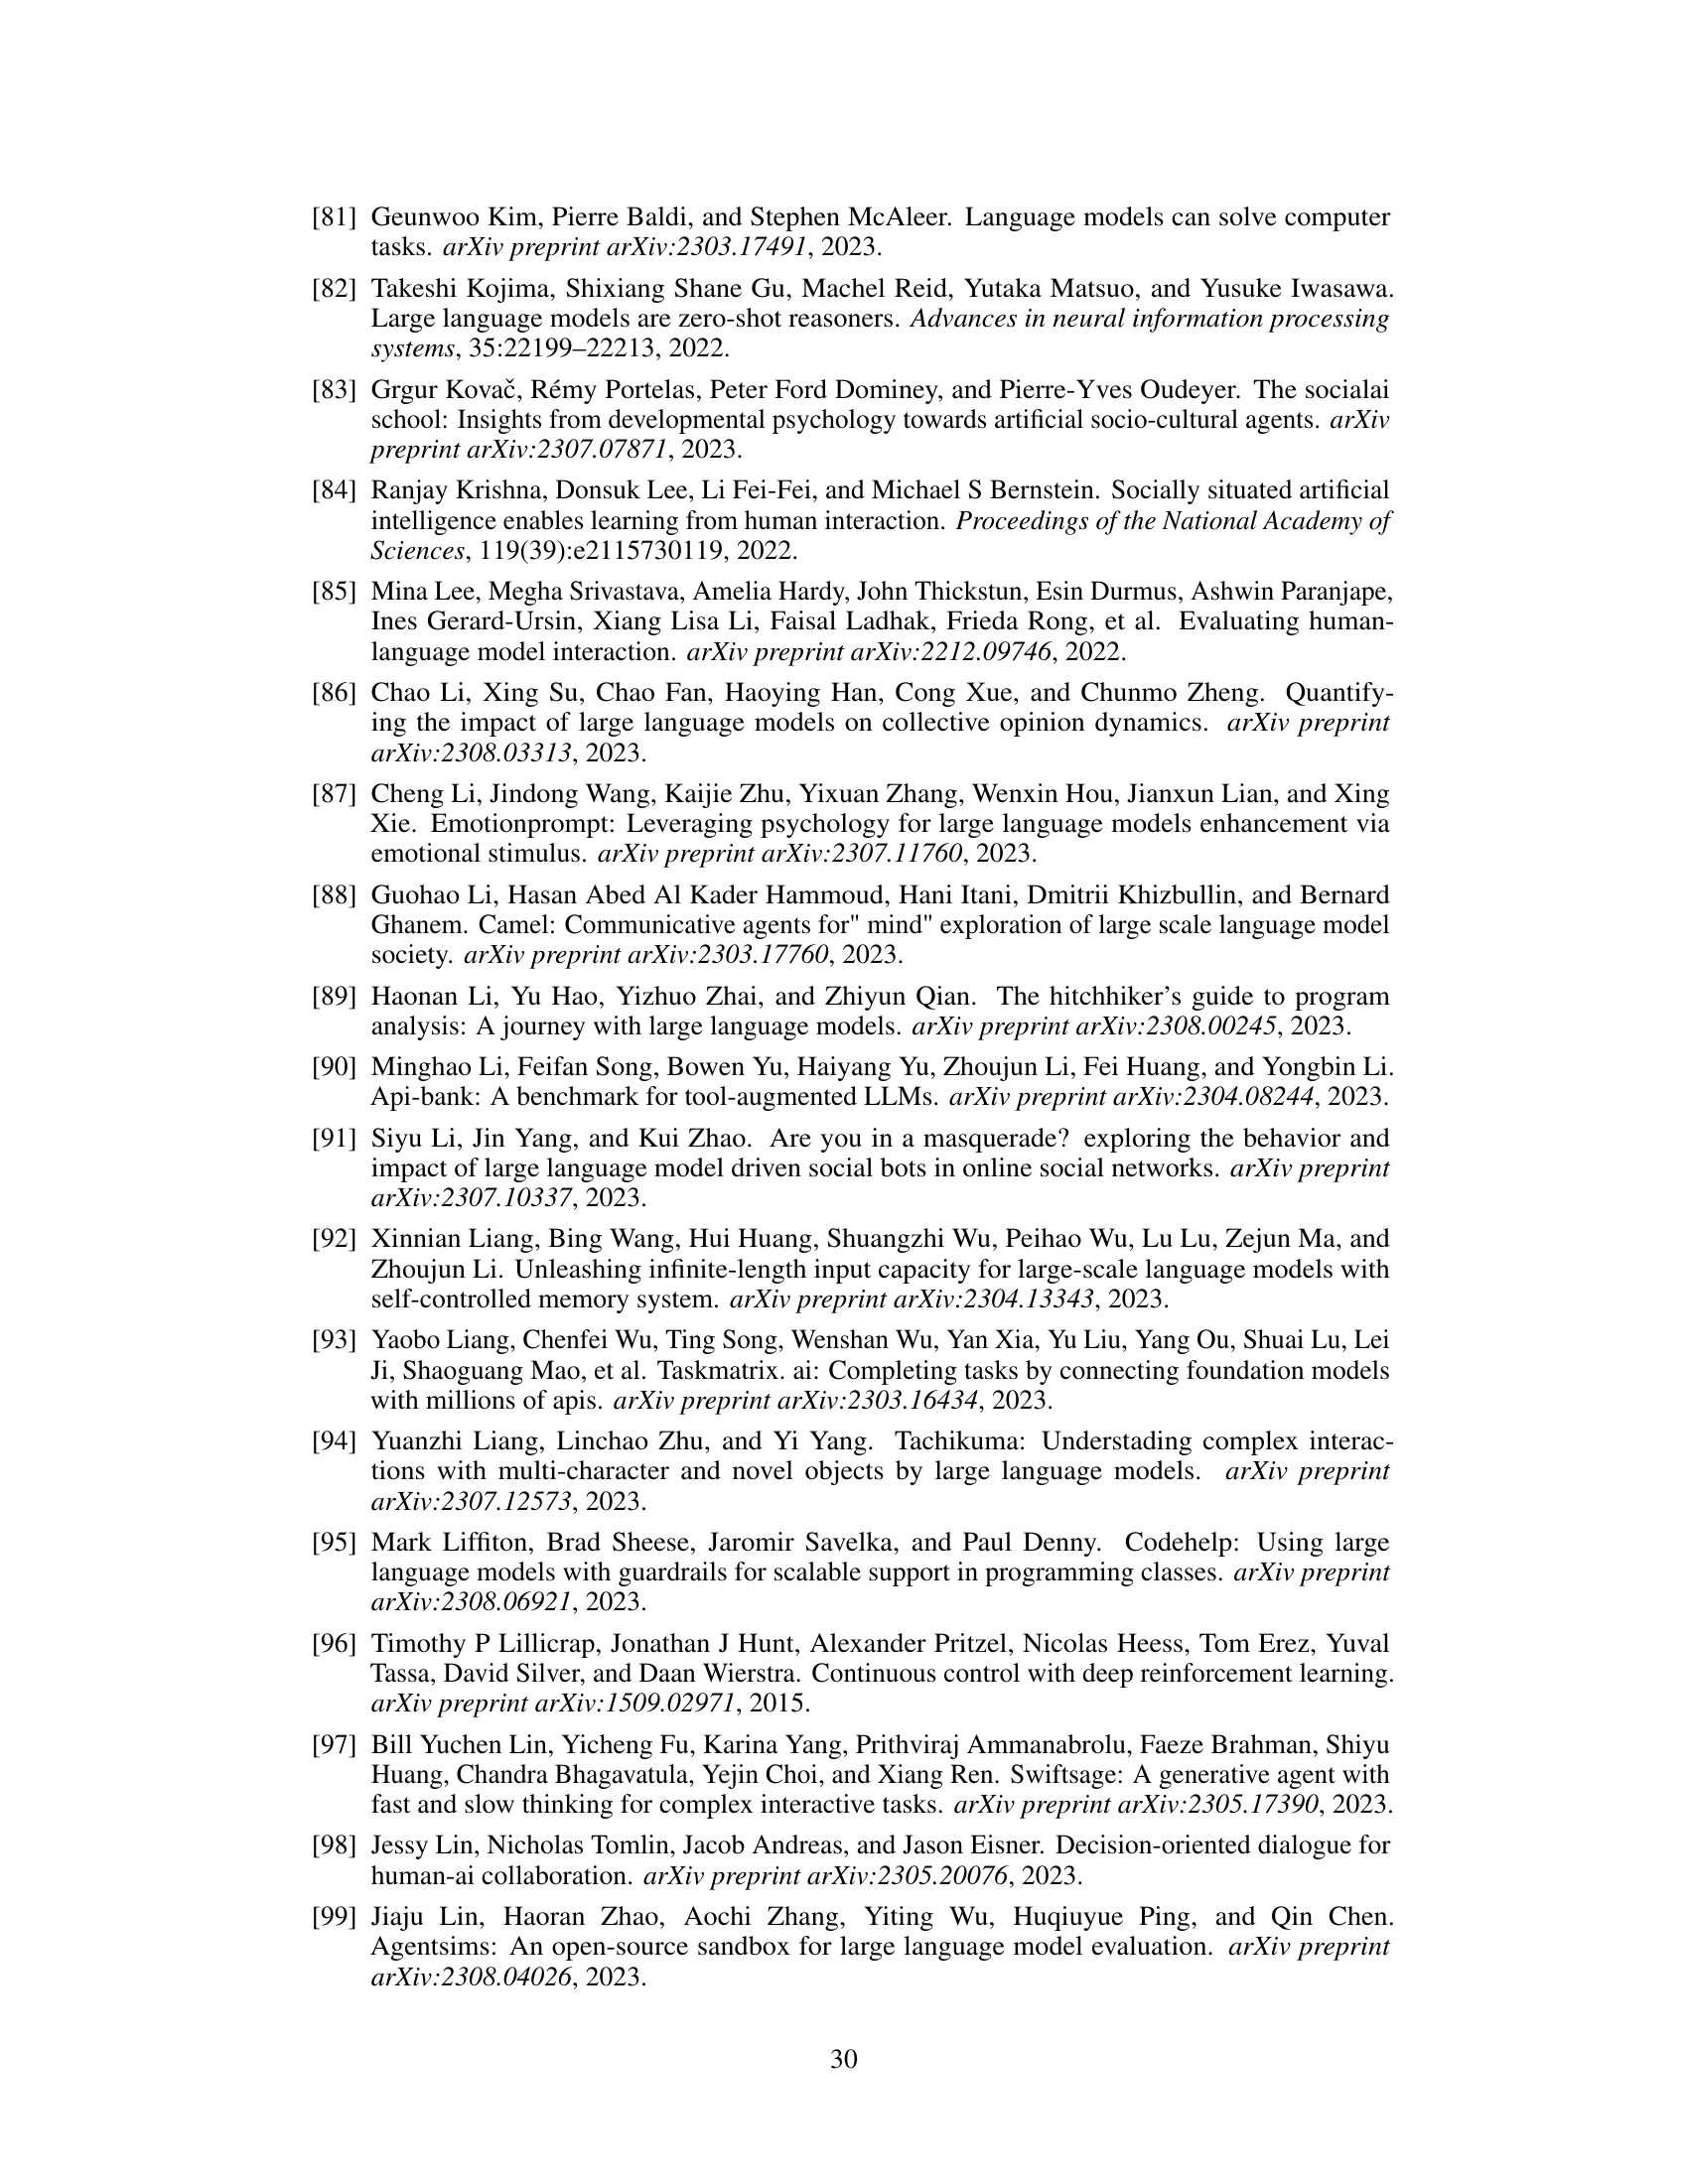 [81] Geunwoo Kim, Pierre Baldi, and Stephen McAleer. Language models can solve computer
tasks. arXiv preprint arXiv:2303.17491, 2023.
[82] Takeshi Kojima, Shixiang Shane Gu, Machel Reid, Yutaka Matsuo, and Yusuke Iwasawa.
Large language models are zero-shot reasoners. Advances in neural information processing
systems, 35:22199–22213, 2022.
[83] Grgur Kovač, Rémy Portelas, Peter Ford Dominey, and Pierre-Yves Oudeyer. The socialai
school: Insights from developmental psychology towards artificial socio-cultural agents. arXiv
preprint arXiv:2307.07871, 2023.
[84] Ranjay Krishna, Donsuk Lee, Li Fei-Fei, and Michael S Bernstein. Socially situated artificial
intelligence enables learning from human interaction. Proceedings of the National Academy of
Sciences, 119(39):e2115730119, 2022.
[85] Mina Lee, Megha Srivastava, Amelia Hardy, John Thickstun, Esin Durmus, Ashwin Paranjape,
Ines Gerard-Ursin, Xiang Lisa Li, Faisal Ladhak, Frieda Rong, et al. Evaluating human-
language model interaction. arXiv preprint arXiv:2212.09746, 2022.
[86] Chao Li, Xing Su, Chao Fan, Haoying Han, Cong Xue, and Chunmo Zheng. Quantify-
ing the impact of large language models on collective opinion dynamics. arXiv preprint
arXiv:2308.03313, 2023.
[87] Cheng Li, Jindong Wang, Kaijie Zhu, Yixuan Zhang, Wenxin Hou, Jianxun Lian, and Xing
Xie. Emotionprompt: Leveraging psychology for large language models enhancement via
emotional stimulus. arXiv preprint arXiv:2307.11760, 2023.
[88] Guohao Li, Hasan Abed Al Kader Hammoud, Hani Itani, Dmitrii Khizbullin, and Bernard
Ghanem. Camel: Communicative agents for" mind" exploration of large scale language model
society. arXiv preprint arXiv:2303.17760, 2023.
[89] Haonan Li, Yu Hao, Yizhuo Zhai, and Zhiyun Qian. The hitchhiker's guide to program
analysis: A journey with large language models. arXiv preprint arXiv:2308.00245, 2023.
[90] Minghao Li, Feifan Song, Bowen Yu, Haiyang Yu, Zhoujun Li, Fei Huang, and Yongbin Li.
Api-bank: A benchmark for tool-augmented LLMs. arXiv preprint arXiv:2304.08244, 2023.
[91] Siyu Li, Jin Yang, and Kui Zhao. Are you in a masquerade? exploring the behavior and
impact of large language model driven social bots in online social networks. arXiv preprint
arXiv:2307.10337, 2023.
[92] Xinnian Liang, Bing Wang, Hui Huang, Shuangzhi Wu, Peihao Wu, Lu Lu, Zejun Ma, and
Zhoujun Li. Unleashing infinite-length input capacity for large-scale language models with
self-controlled memory system. arXiv preprint arXiv:2304.13343, 2023.
[93] Yaobo Liang, Chenfei Wu, Ting Song, Wenshan Wu, Yan Xia, Yu Liu, Yang Ou, Shuai Lu, Lei
Ji, Shaoguang Mao, et al. Taskmatrix. ai: Completing tasks by connecting foundation models
with millions of apis. arXiv preprint arXiv:2303.16434, 2023.
[94] Yuanzhi Liang, Linchao Zhu, and Yi Yang. Tachikuma: Understading complex interac-
tions with multi-character and novel objects by large language models. arXiv preprint
arXiv:2307.12573, 2023.
[95] Mark Liffiton, Brad Sheese, Jaromir Savelka, and Paul Denny. Codehelp: Using large
language models with guardrails for scalable support in programming classes. arXiv preprint
arXiv:2308.06921, 2023.
[96] Timothy P Lillicrap, Jonathan J Hunt, Alexander Pritzel, Nicolas Heess, Tom Erez, Yuval
Tassa, David Silver, and Daan Wierstra. Continuous control with deep reinforcement learning.
arXiv preprint arXiv:1509.02971, 2015.
[97] Bill Yuchen Lin, Yicheng Fu, Karina Yang, Prithviraj Ammanabrolu, Faeze Brahman, Shiyu
Huang, Chandra Bhagavatula, Yejin Choi, and Xiang Ren. Swiftsage: A generative agent with
fast and slow thinking for complex interactive tasks. arXiv preprint arXiv:2305.17390, 2023.
[98] Jessy Lin, Nicholas Tomlin, Jacob Andreas, and Jason Eisner. Decision-oriented dialogue for
human-ai collaboration. arXiv preprint arXiv:2305.20076, 2023.
[99] Jiaju Lin, Haoran Zhao, Aochi Zhang, Yiting Wu, Huqiuyue Ping, and Qin Chen.
Agentsims: An open-source sandbox for large language model evaluation. arXiv preprint
arXiv:2308.04026, 2023.
30